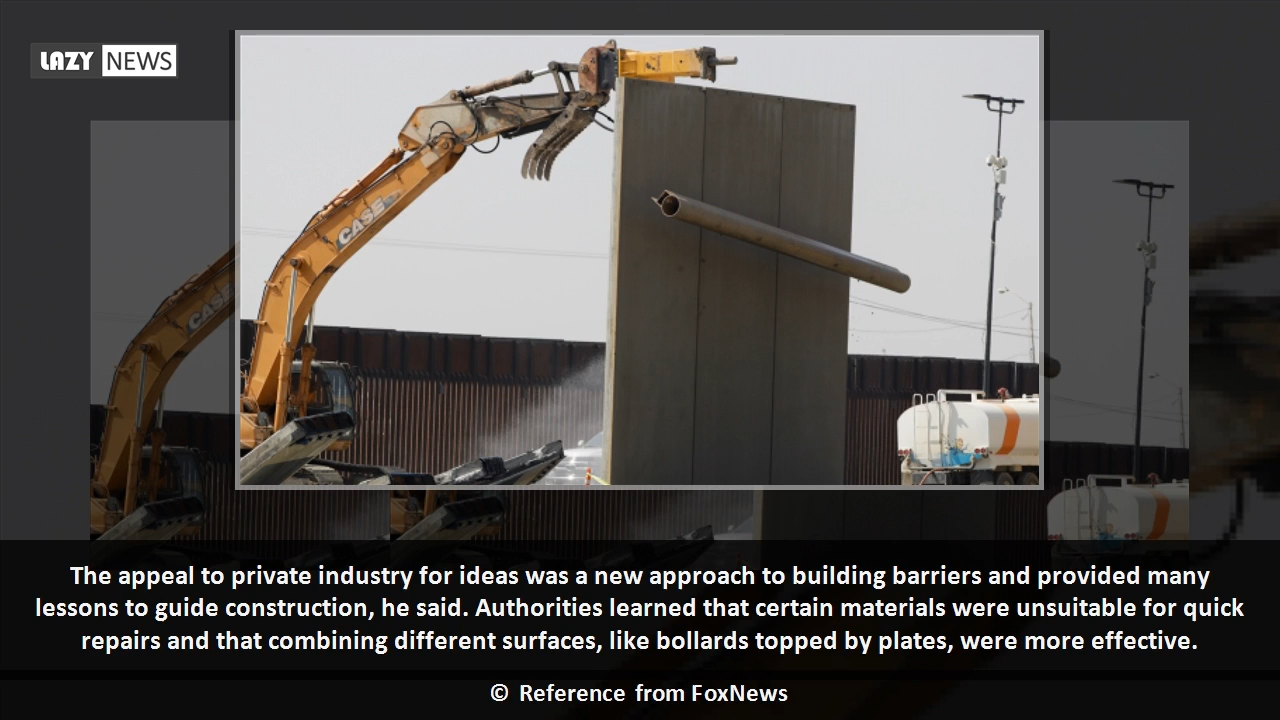 LAZY NEWS
CASE
CASE
The appeal to private industry for ideas was a new approach to building barriers and provided many
lessons to guide construction, he said. Authorities learned that certain materials were unsuitable for quick
repairs and that combining different surfaces, like bollards topped by plates, were more effective.
© Reference from FoxNews